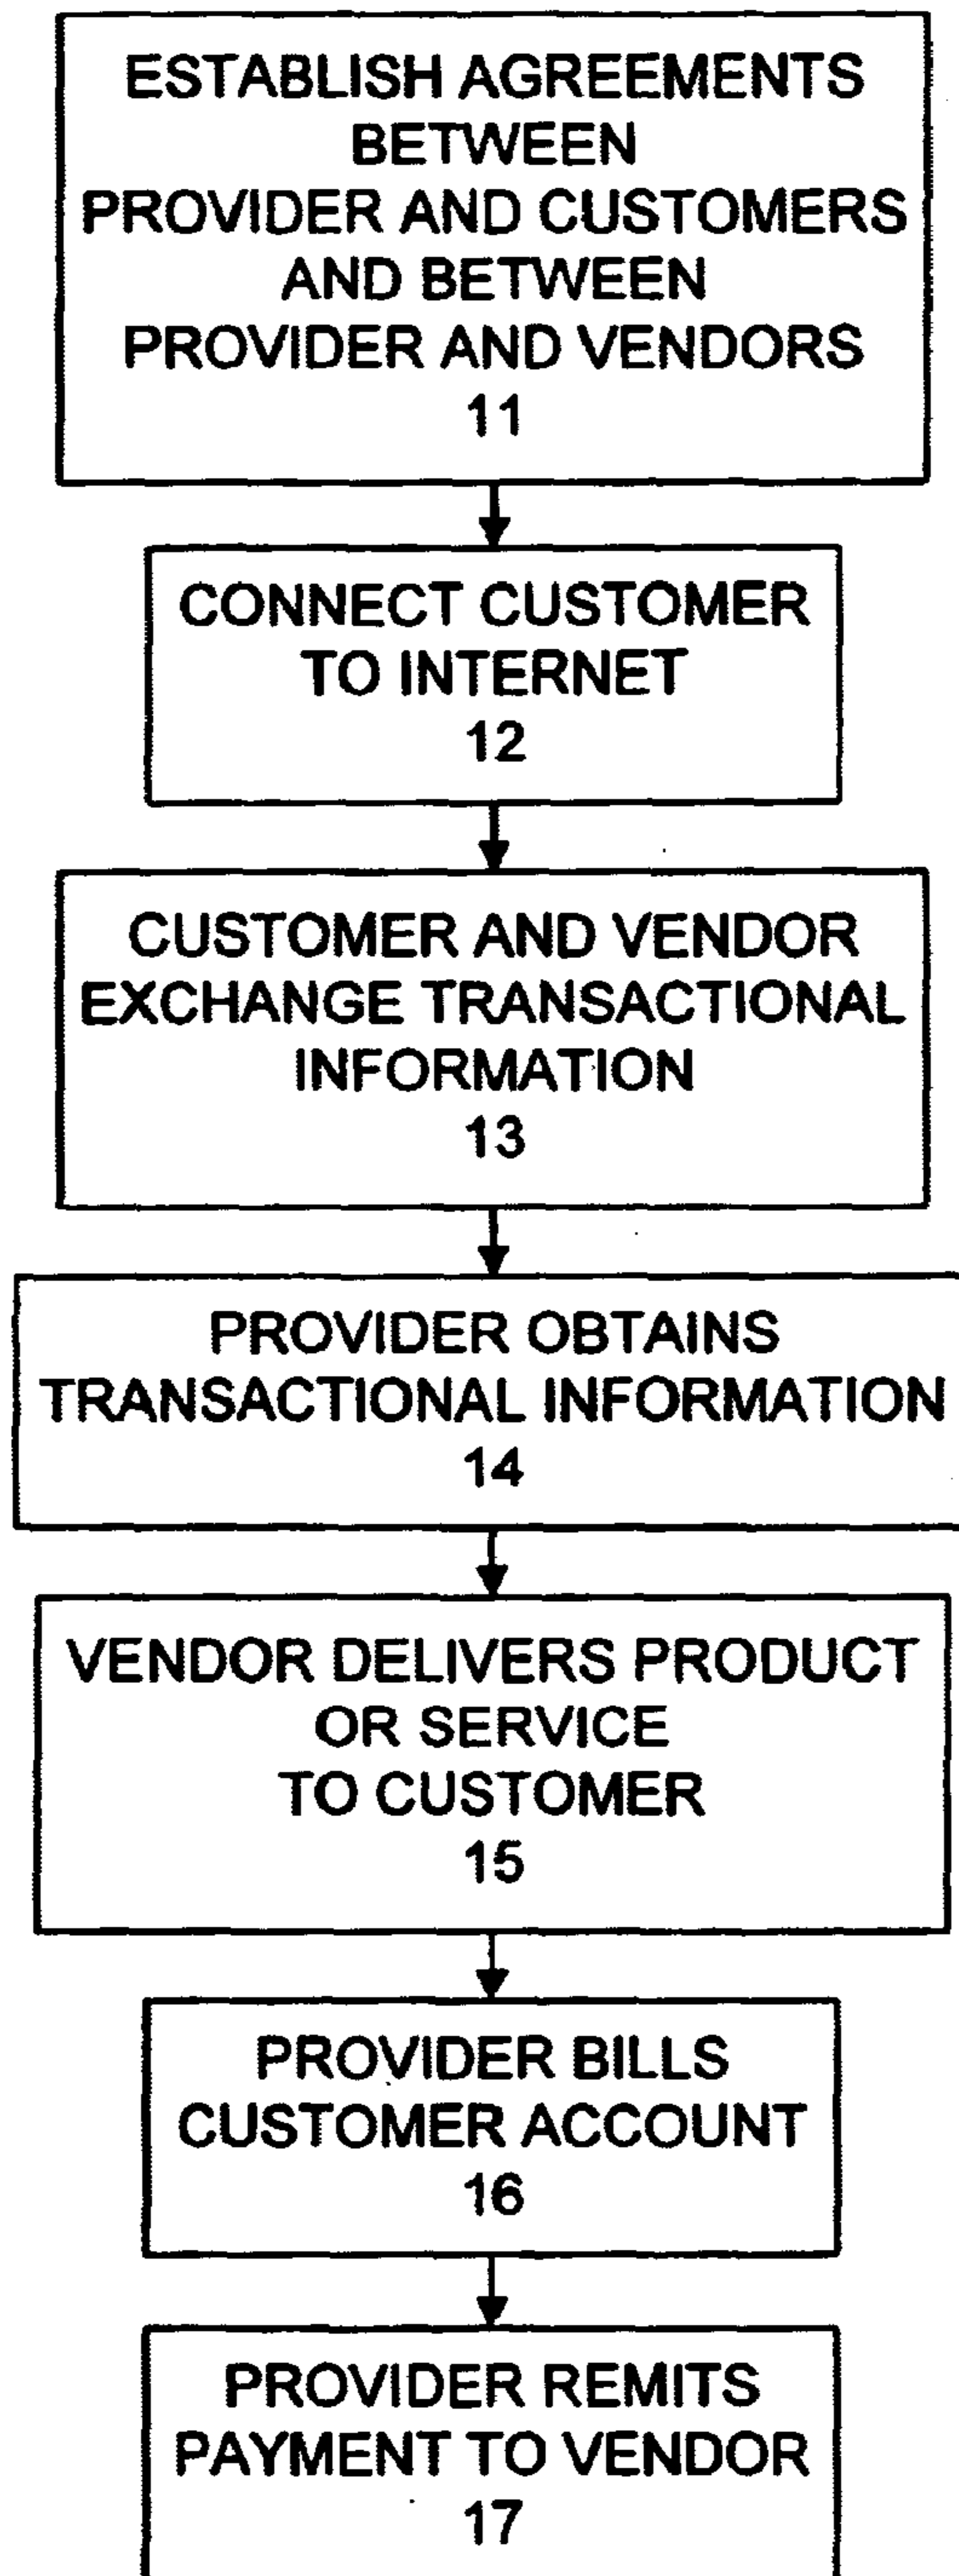 ESTABLISH AGREEMENTS
BETWEEN
PROVIDER AND CUSTOMERS
AND BETWEEN
PROVIDER AND VENDORS
11
CONNECT CUSTOMER
TO INTERNET
12
CUSTOMER AND VENDOR
EXCHANGE TRANSACTIONAL
INFORMATION
13
PROVIDER OBTAINS
TRANSACTIONAL INFORMATION
14
VENDOR DELIVERS PRODUCT
OR SERVICE
TO CUSTOMER
15
PROVIDER BILLS
CUSTOMER ACCOUNT
16
PROVIDER REMITS
PAYMENT TO VENDOR
17